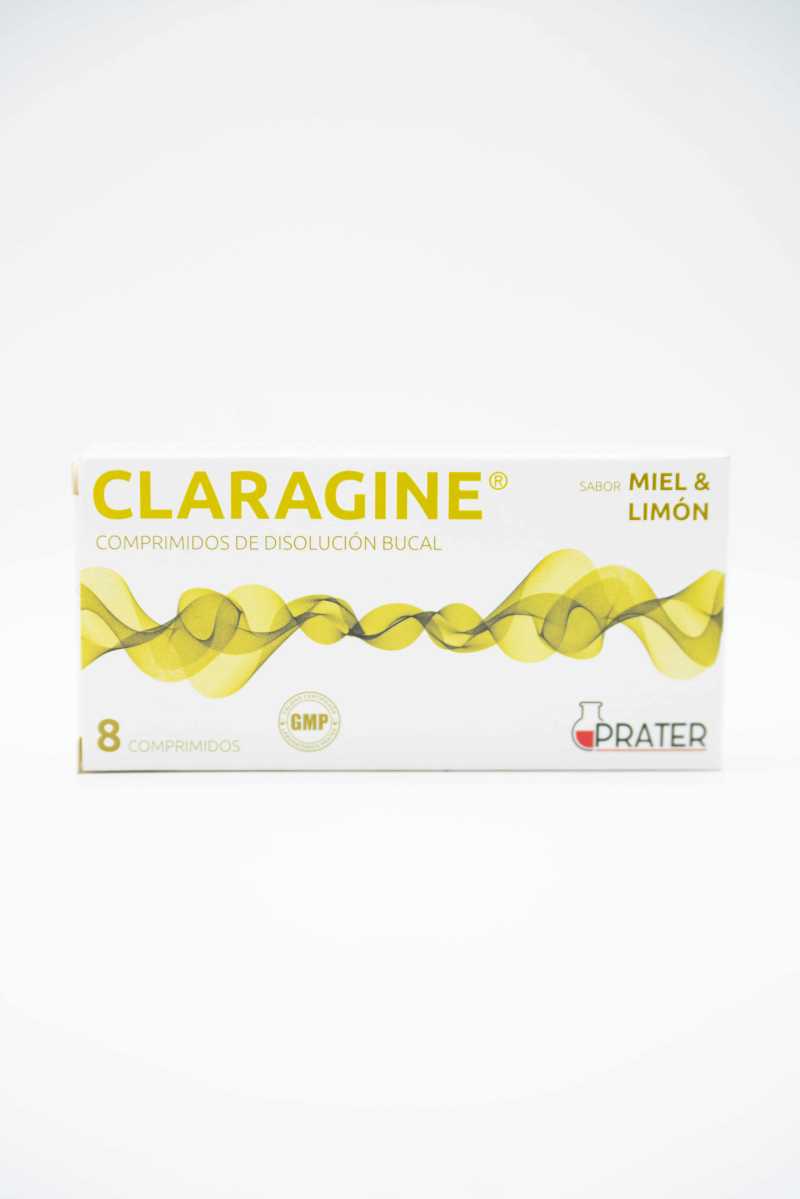 CLARAGINE®
SABOR MIEL &
LIMÓN
COMPRIMIDOS DE DISOLUCIÓN BUCAL
8 COMPRIMIDOS
GMP
PRATER